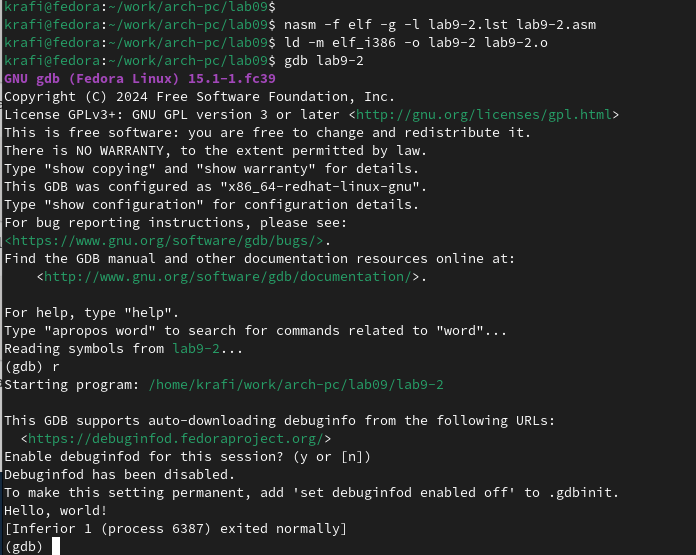 krafi@fedora:~/work/arch-pc/lab09$
krafi@fedora:~/work/arch-pc/lab09$ nasm -f elf -g -l lab9-2.lst lab9-2.asm
krafi@fedora:~/work/arch-pc/lab09$ ld -m elf_i386 -o lab9-2 lab9-2.o
krafi@fedora:~/work/arch-pc/lab09$ gdb lab9-2
GNU gdb (Fedora Linux) 15.1-1.fc39
Copyright (C) 2024 Free Software Foundation, Inc.
License GPLv3+: GNU GPL version 3 or later <http://gnu.org/licenses/gpl.html>
This is free software: you are free to change and redistribute it.
There is NO WARRANTY, to the extent permitted by law.
Type "show copying" and "show warranty" for details.
This GDB was configured as "x86_64-redhat-linux-gnu".
Type "show configuration" for configuration details.
For bug reporting instructions, please see:
<https://www.gnu.org/software/gdb/bugs/>.
Find the GDB manual and other documentation resources online at:
    <http://www.gnu.org/software/gdb/documentation/>.

For help, type "help".
Type "apropos word" to search for commands related to "word"...
Reading symbols from lab9-2...
(gdb) r
Starting program: /home/krafi/work/arch-pc/lab09/lab9-2

This GDB supports auto-downloading debuginfo from the following URLs:
  <https://debuginfod.fedoraproject.org/>
Enable debuginfod for this session? (y or [n])
Debuginfod has been disabled.
To make this setting permanent, add 'set debuginfod enabled off' to .gdbinit.
Hello, world!
[Inferior 1 (process 6387) exited normally]
(gdb)